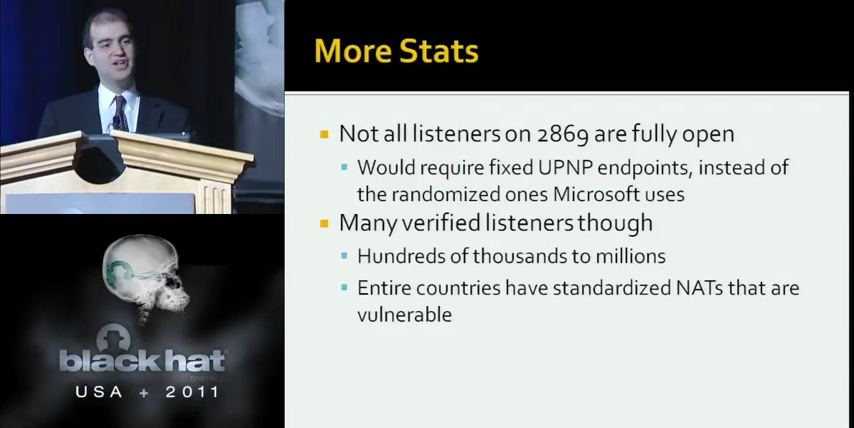 More Stats
Not all listeners on 2869 are fully open
Would require fixed UPNP endpoints, instead of
the randomized ones Microsoft uses
Many verified listeners though
Hundreds of thousands to millions
Entire countries have standardized NATs that are
vulnerable
black hat
USA + 2011